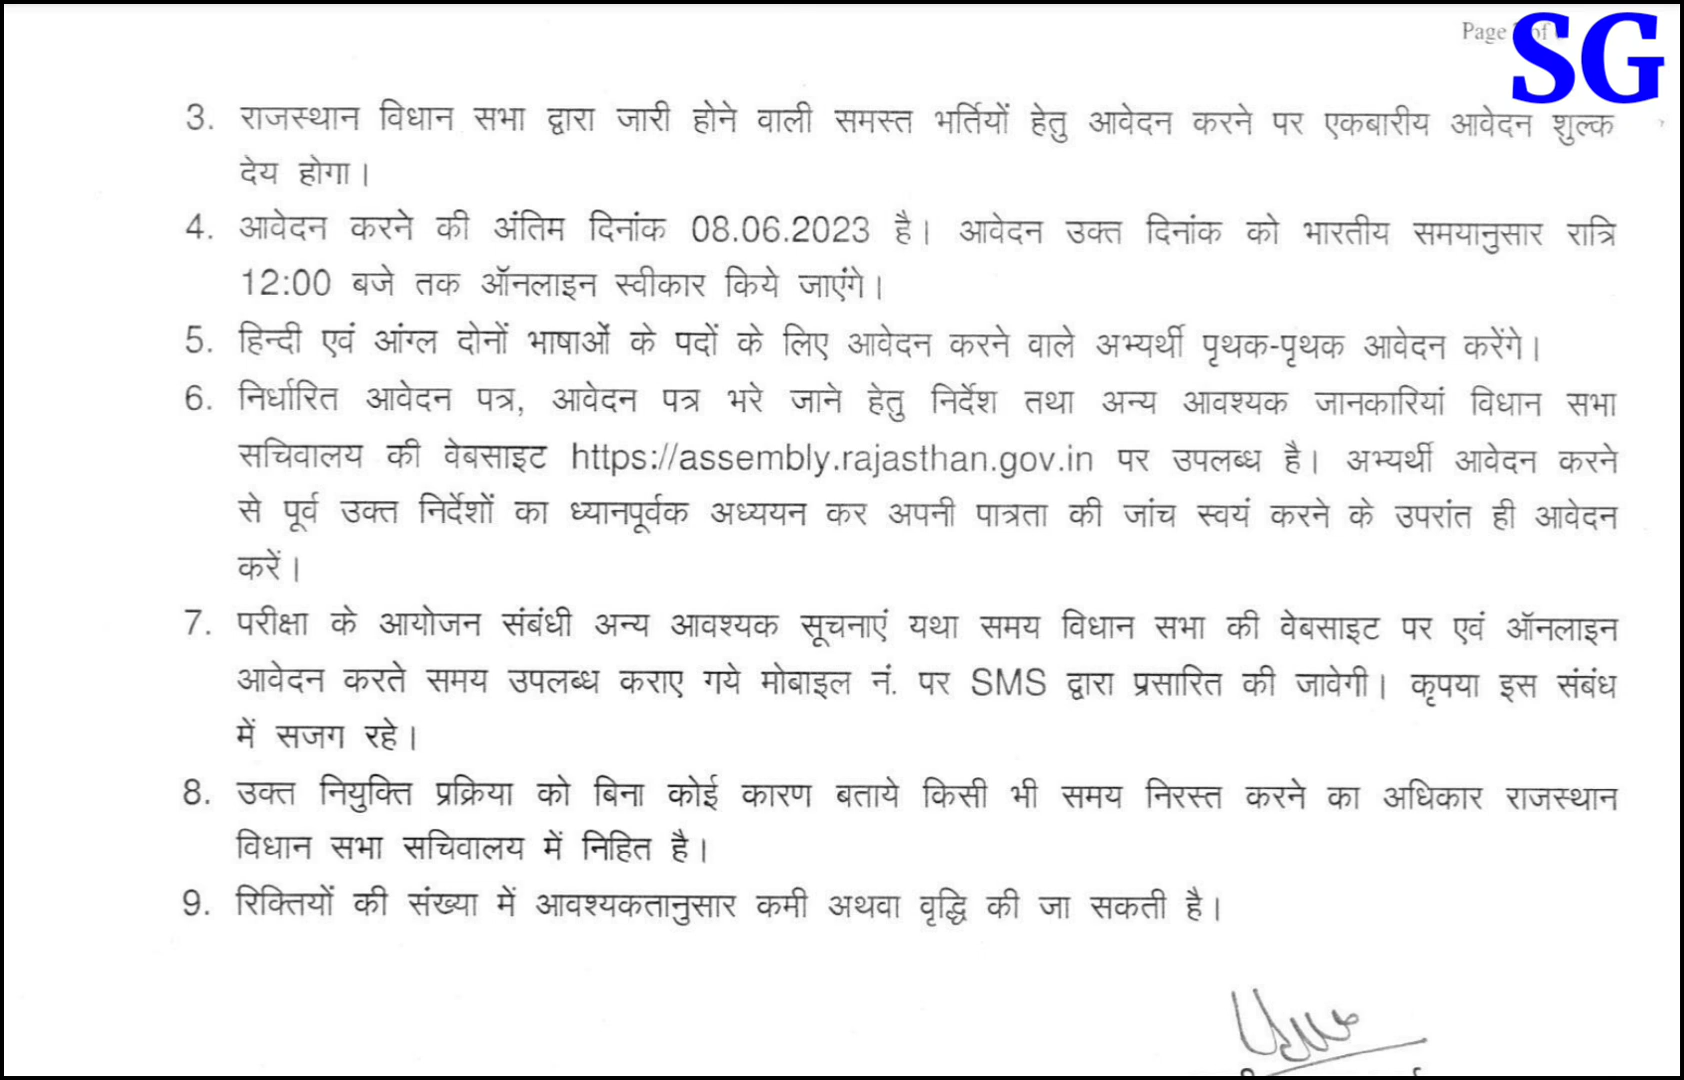 Page of
SG
3. राजस्थान विधान सभा द्वारा जारी होने वाली समस्त भर्तियों हेतु आवेदन करने पर एकबारीय आवेदन शुल्क
देय होगा।
4. आवेदन करने की अंतिम दिनांक 08.06.2023 है। आवेदन उक्त दिनांक को भारतीय समयानुसार रात्रि
12:00 बजे तक ऑनलाइन स्वीकार किये जाएंगे।
5. हिन्दी एवं आंग्ल दोनों भाषाओं के पदों के लिए आवेदन करने वाले अभ्यर्थी पृथक-पृथक आवेदन करेंगे।
6. निर्धारित आवेदन पत्र, आवेदन पत्र भरे जाने हेतु निर्देश तथा अन्य आवश्यक जानकारियां विधान सभा
सचिवालय की वेबसाइट https://assembly.rajasthan.gov.in पर उपलब्ध है। अभ्यर्थी आवेदन करने
से पूर्व उक्त निर्देशों का ध्यानपूर्वक अध्ययन कर अपनी पात्रता की जांच स्वयं करने के उपरांत ही आवेदन
करें।
7. परीक्षा के आयोजन संबंधी अन्य आवश्यक सूचनाएं यथा समय विधान सभा की वेबसाइट पर एवं ऑनलाइन
आवेदन करते समय उपलब्ध कराए गये मोबाइल नं. पर SMS द्वारा प्रसारित की जावेगी। कृपया इस संबंध
में सजग रहे।
8. उक्त नियुक्ति प्रक्रिया को बिना कोई कारण बताये किसी भी समय निरस्त करने का अधिकार राजस्थान
विधान सभा सचिवालय में निहित है।
9. रिक्तियों की संख्या में आवश्यकतानुसार कमी अथवा वृद्धि की जा सकती है।